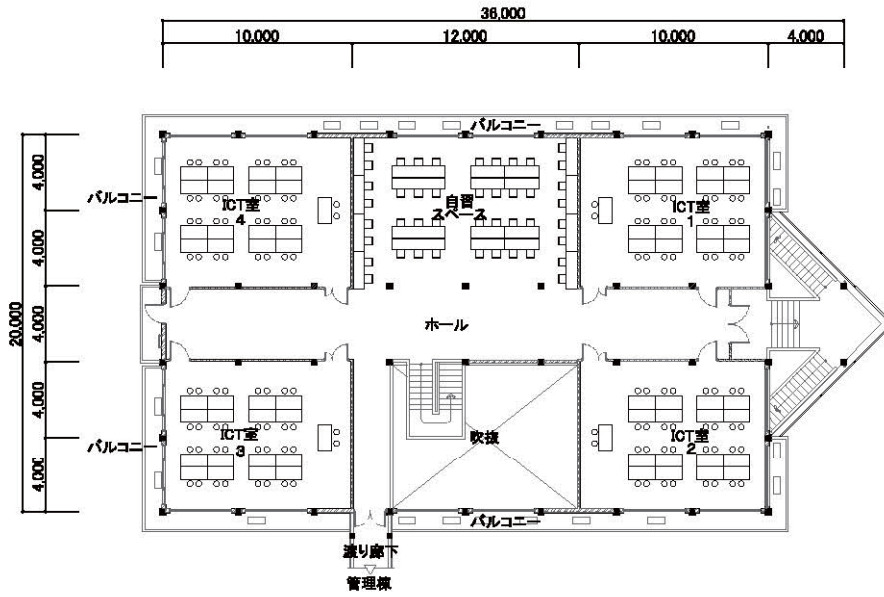 36,000
10,000 12,000 10,000 4,000
バルコニー
4,000
バルコニー
ICT室
4
自習
スペース
ICT室
1
4,000
20,000
4,000
ホール
4,000
バルコニー
ICT室
3
吹抜
ICT室
2
4,000
バルコニー
渡り廊下
管理棟